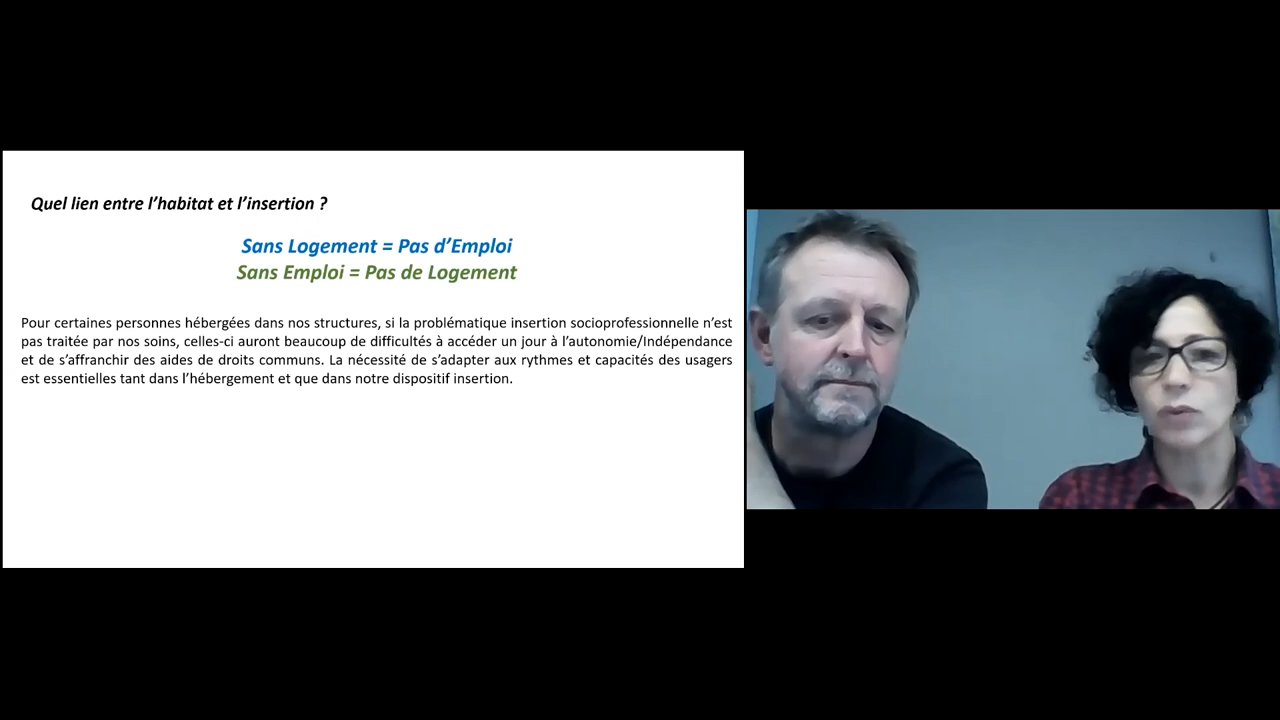 Quel lien entre l’habitat et l’insertion ?
Sans Logement = Pas d’Emploi
Sans Emploi = Pas de Logement
Pour certaines personnes hébergées dans nos structures, si la problématique insertion socioprofessionnelle n’est
pas traitée par nos soins, celles-ci auront beaucoup de difficultés à accéder un jour à l’autonomie/Indépendance
et de s’affranchir des aides de droits communs. La nécessité de s’adapter aux rythmes et capacités des usagers
est essentielles tant dans l’hébergement et que dans notre dispositif insertion.